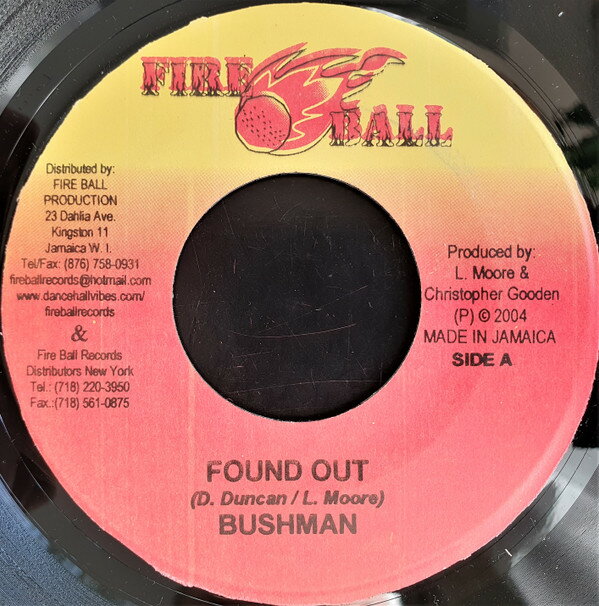 FIRE
BALL
Distributed by:
FIRE BALL
PRODUCTION
23 Dahlia Ave.
Kingston 11
Jamaica W. I.
Tel/Fax: (876) 758-0931
fireballrecords@hotmail.com
www.dancehallvibes.com/
fireballrecords
&
Fire Ball Records
Distributors New York
Tel.: (718) 220-3950
Fax.:(718) 561-0875
Produced by:
L. Moore &
Christopher Gooden
(P) © 2004
MADE IN JAMAICA
SIDE A
FOUND OUT
(D. Duncan / L. Moore)
BUSHMAN